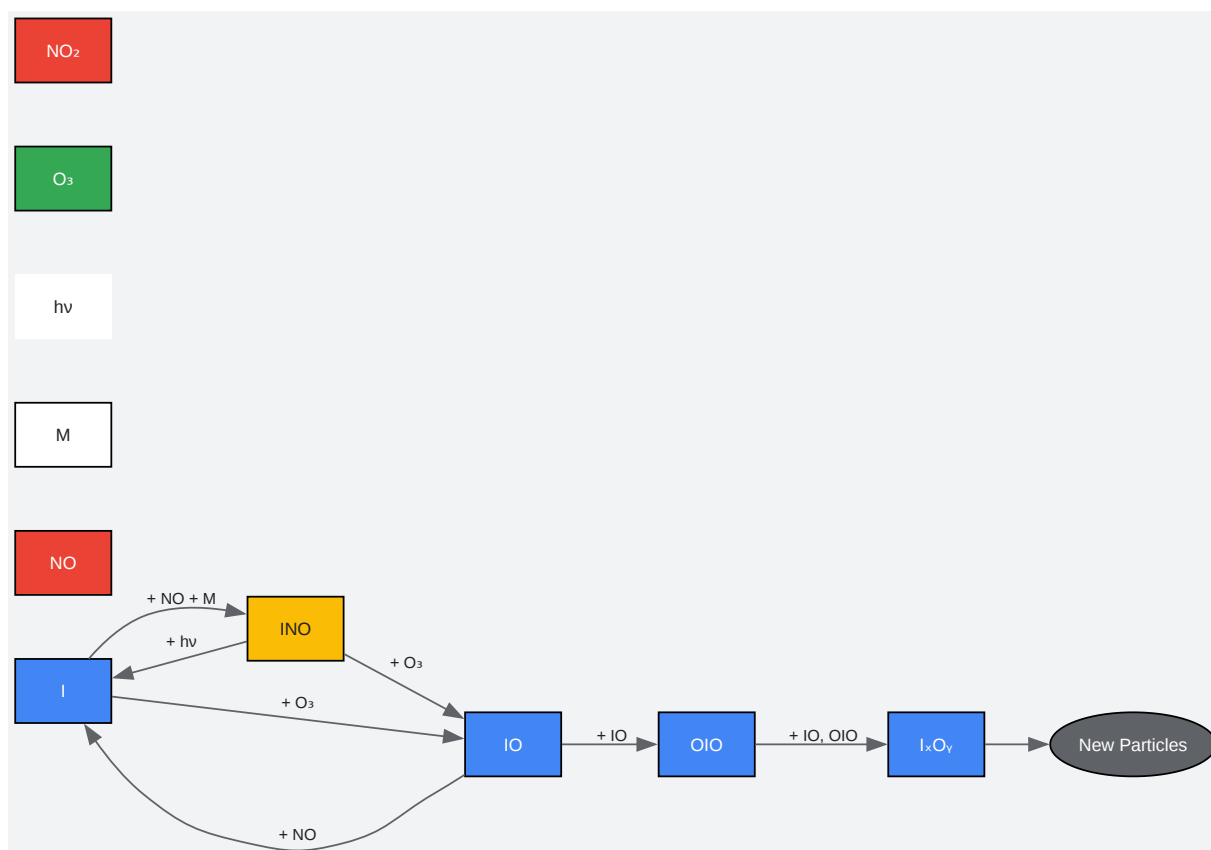 NO₂
O₃
hν
M
NO
+ NO + M
INO
+ hν
+ O₃
I
+ O₃
IO
+ IO
OIO
+ IO, OIO
IₓOᵧ
New Particles
+ NO